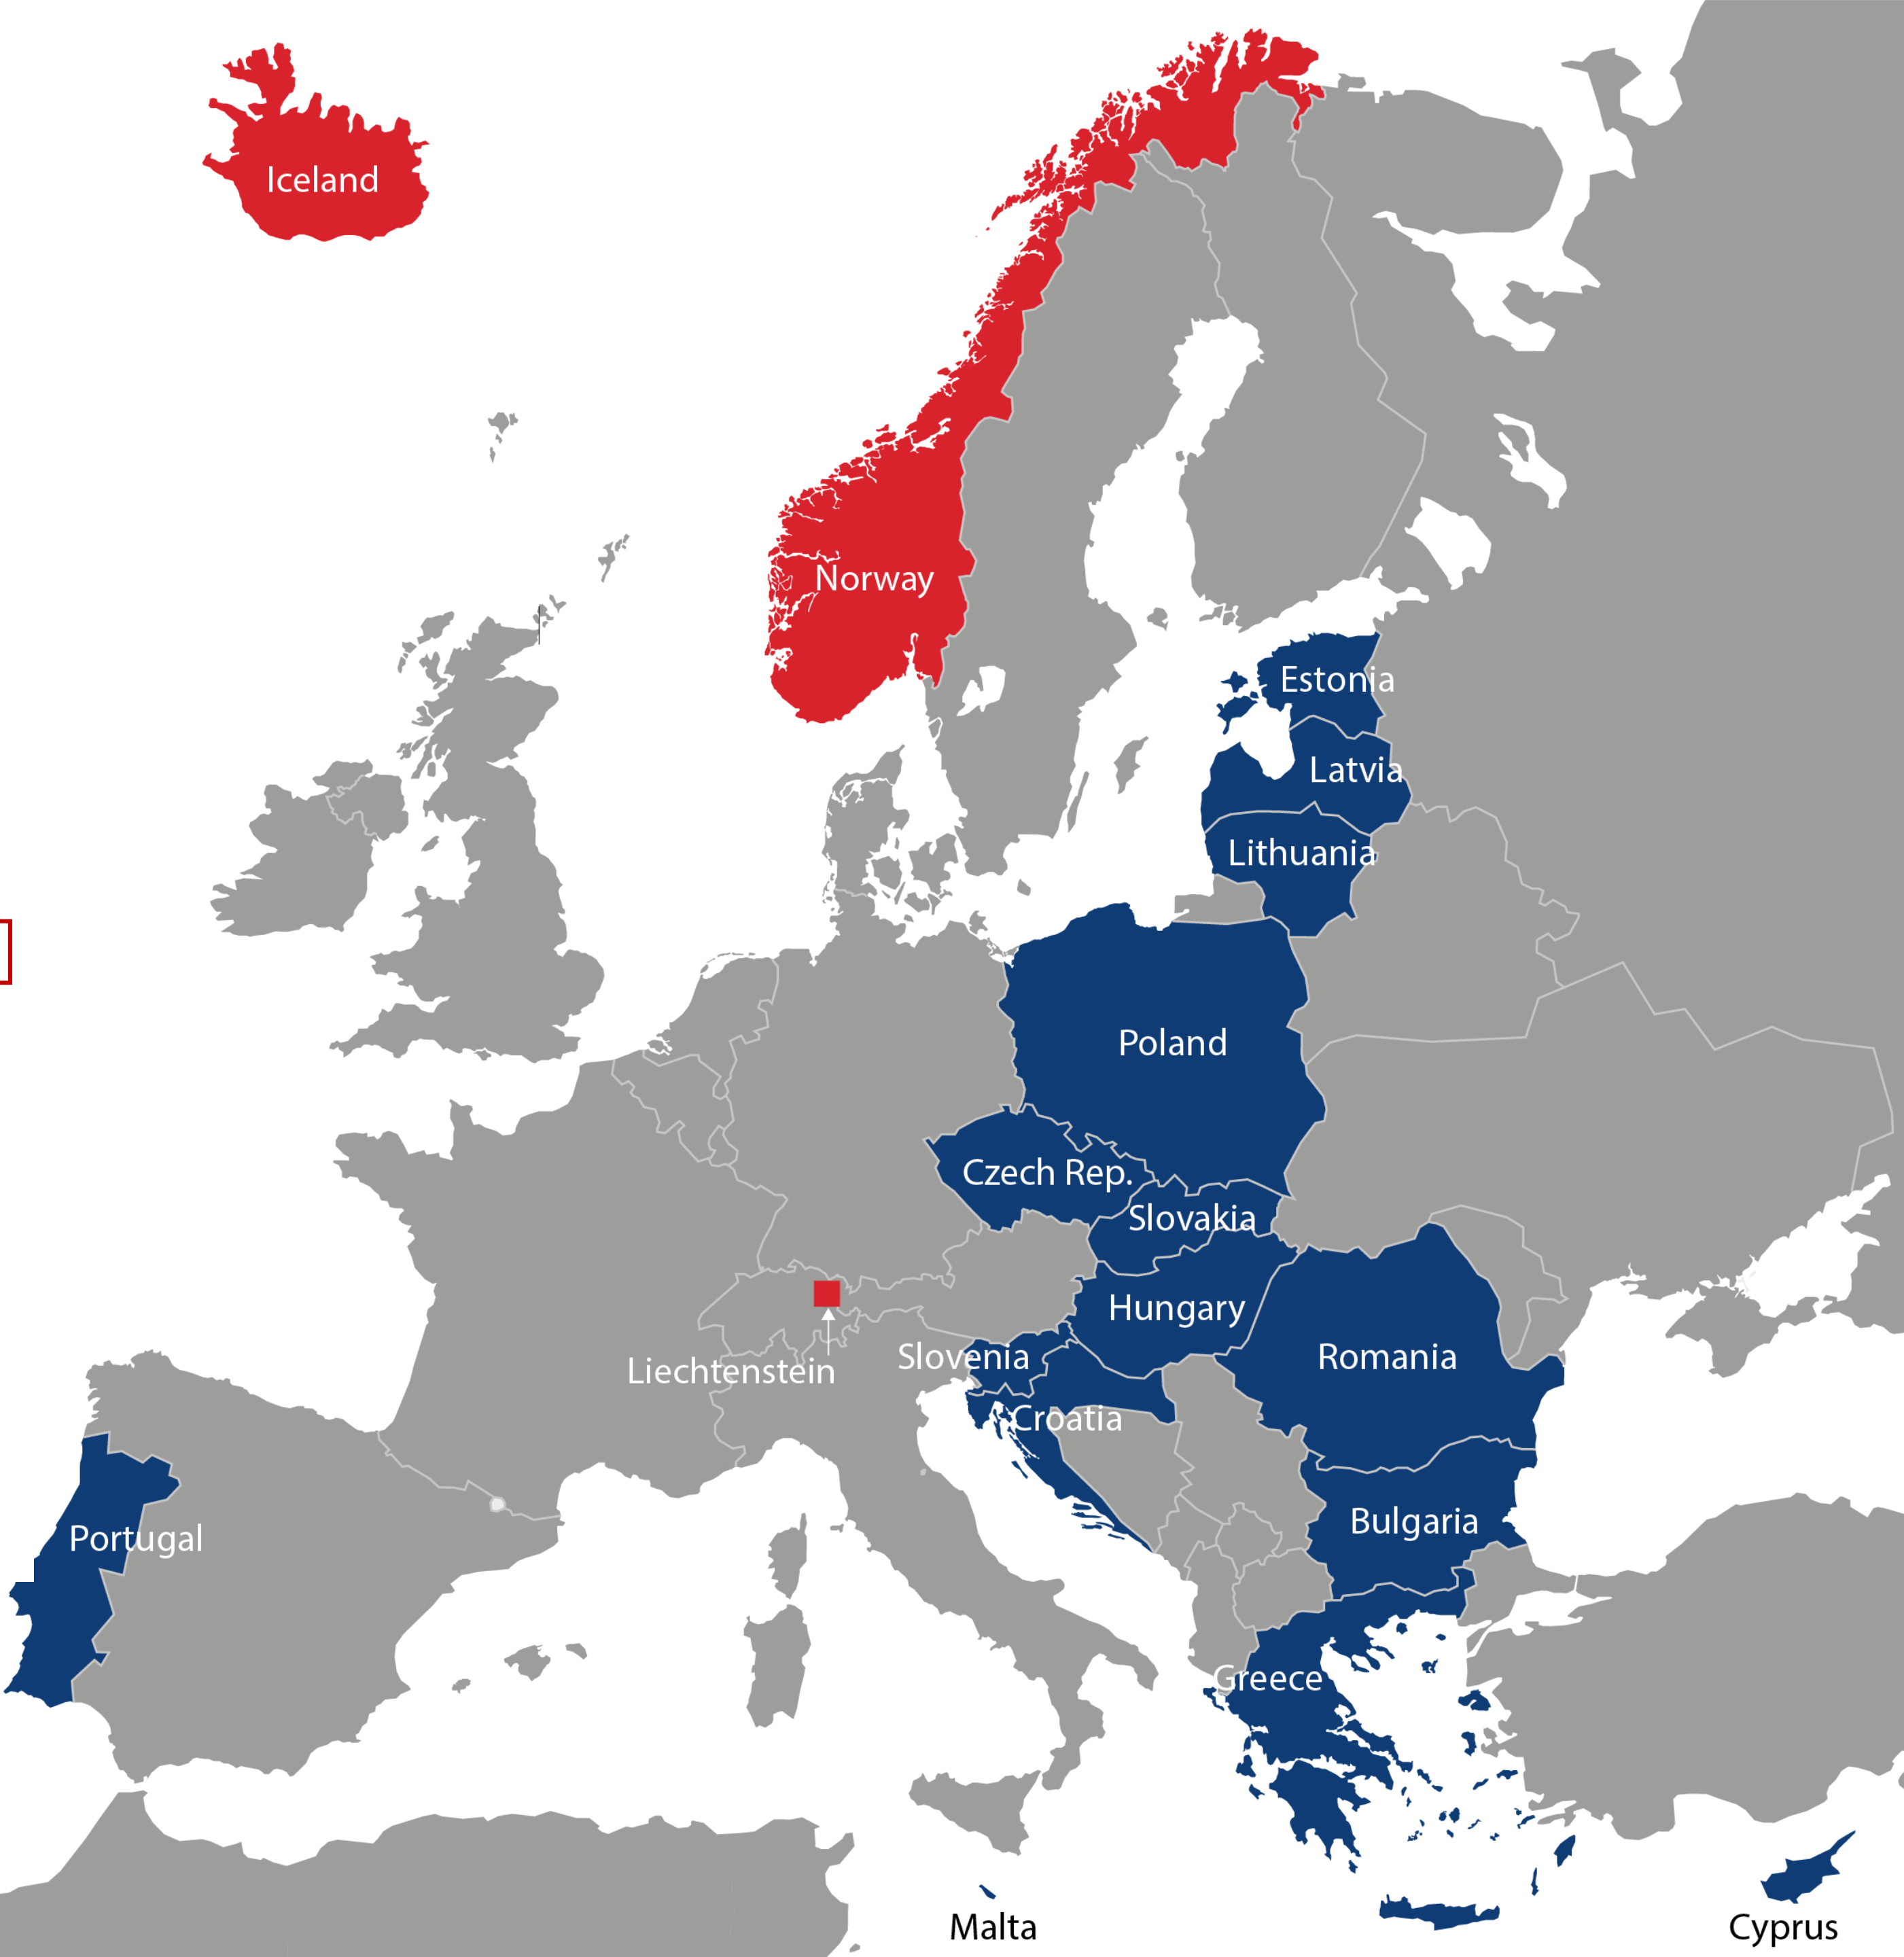 Iceland
Norway
Estonia
Latvia
Lithuania
Poland
Czech Rep.
Slovakia
Hungary
Slovenia
Romania
Liechtenstein
Croatia
Bulgaria
Portugal
Greece
Malta
Cyprus